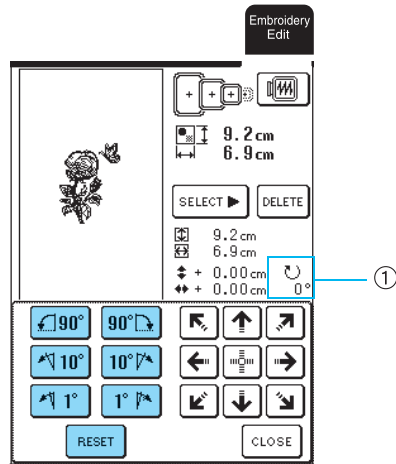 Embroidery
Edit
9.2cm
6.9cm
SELECT ▶
DELETE
9.2cm
6.9cm
+ 0.00cm
+ 0.00cm 0°
①
90° 90°
10° 10°
1° 1°
RESET
CLOSE